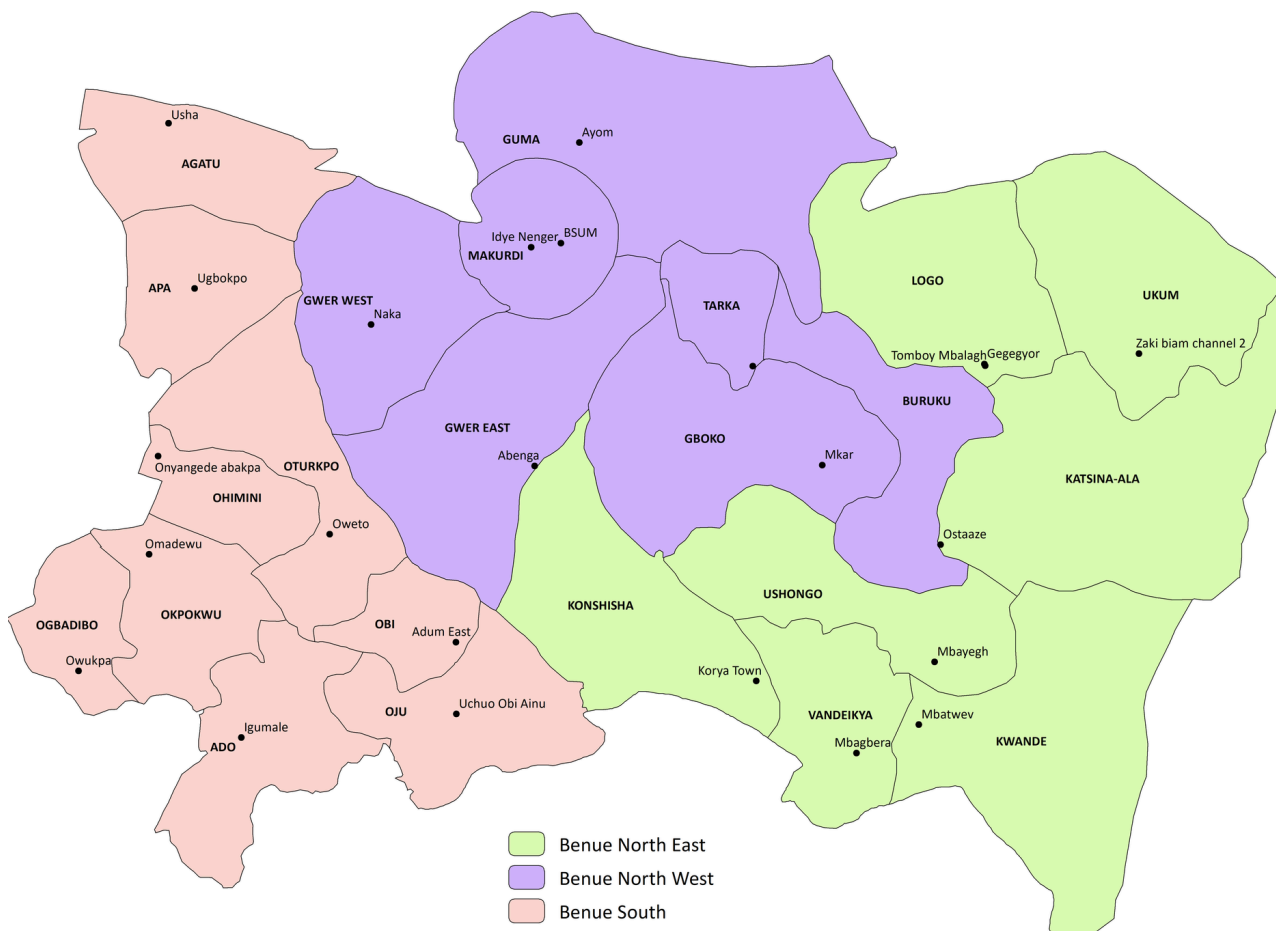 Usha
AGATU
GUMA
Ayom
Idye Nenger
BSUM
MAKURDI
APA
Ugbokpo
GWER WEST
Naka
TARKA
LOGO
UKUM
Zaki biam channel 2
Tomboy Mbalagh
Gegegyor
BURUKU
GWER EAST
GBOKO
Abenga
Mkar
KATSINA-ALA
Onyangede abakpa
OTURKPO
OHIMINI
Oweto
Omadewu
Ostaaze
OGBADIBO
OKPOKWU
OBI
Adum East
KONSHISHA
USHONGO
Owukpa
Korya Town
Mbayegh
OJU
Uchuo Obi Ainu
VANDEIKYA
Mbatwev
KWANDE
Igumale
ADO
Mbagbera
Benue North East
Benue North West
Benue South